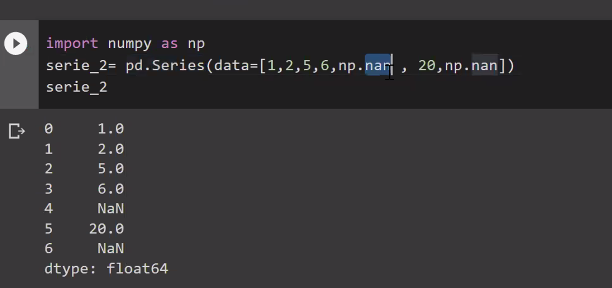 import numpy as np
serie_2= pd.Series(data=[1,2,5,6,np.nan , 20,np.nan])
serie_2
0 1.0
1 2.0
2 5.0
3 6.0
4 NaN
5 20.0
6 NaN
dtype: float64